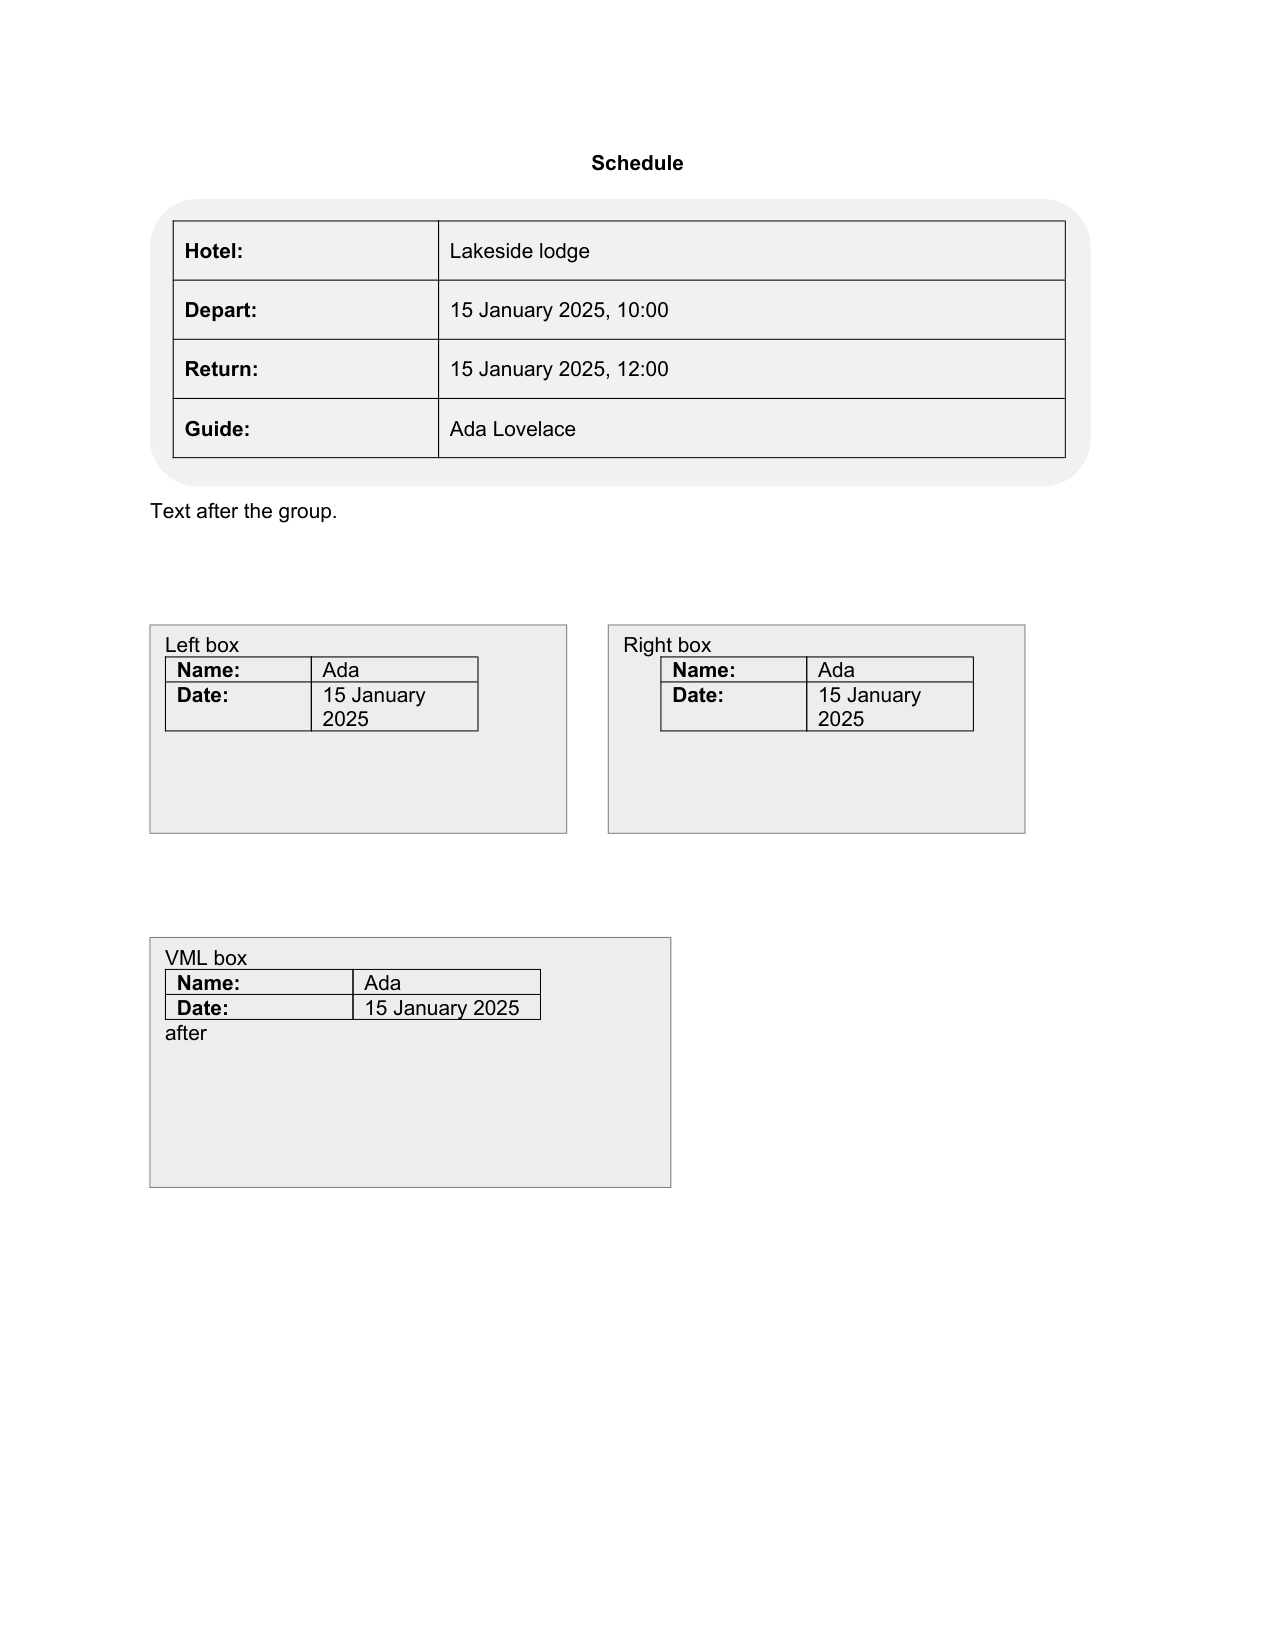 Schedule
Hotel: Lakeside lodge
Depart: 15 January 2025, 10:00
Return: 15 January 2025, 12:00
Guide: Ada Lovelace
Text after the group.
Left box
Name: Ada
Date: 15 January
2025
Right box
Name: Ada
Date: 15 January
2025
VML box
Name: Ada
Date: 15 January 2025
after